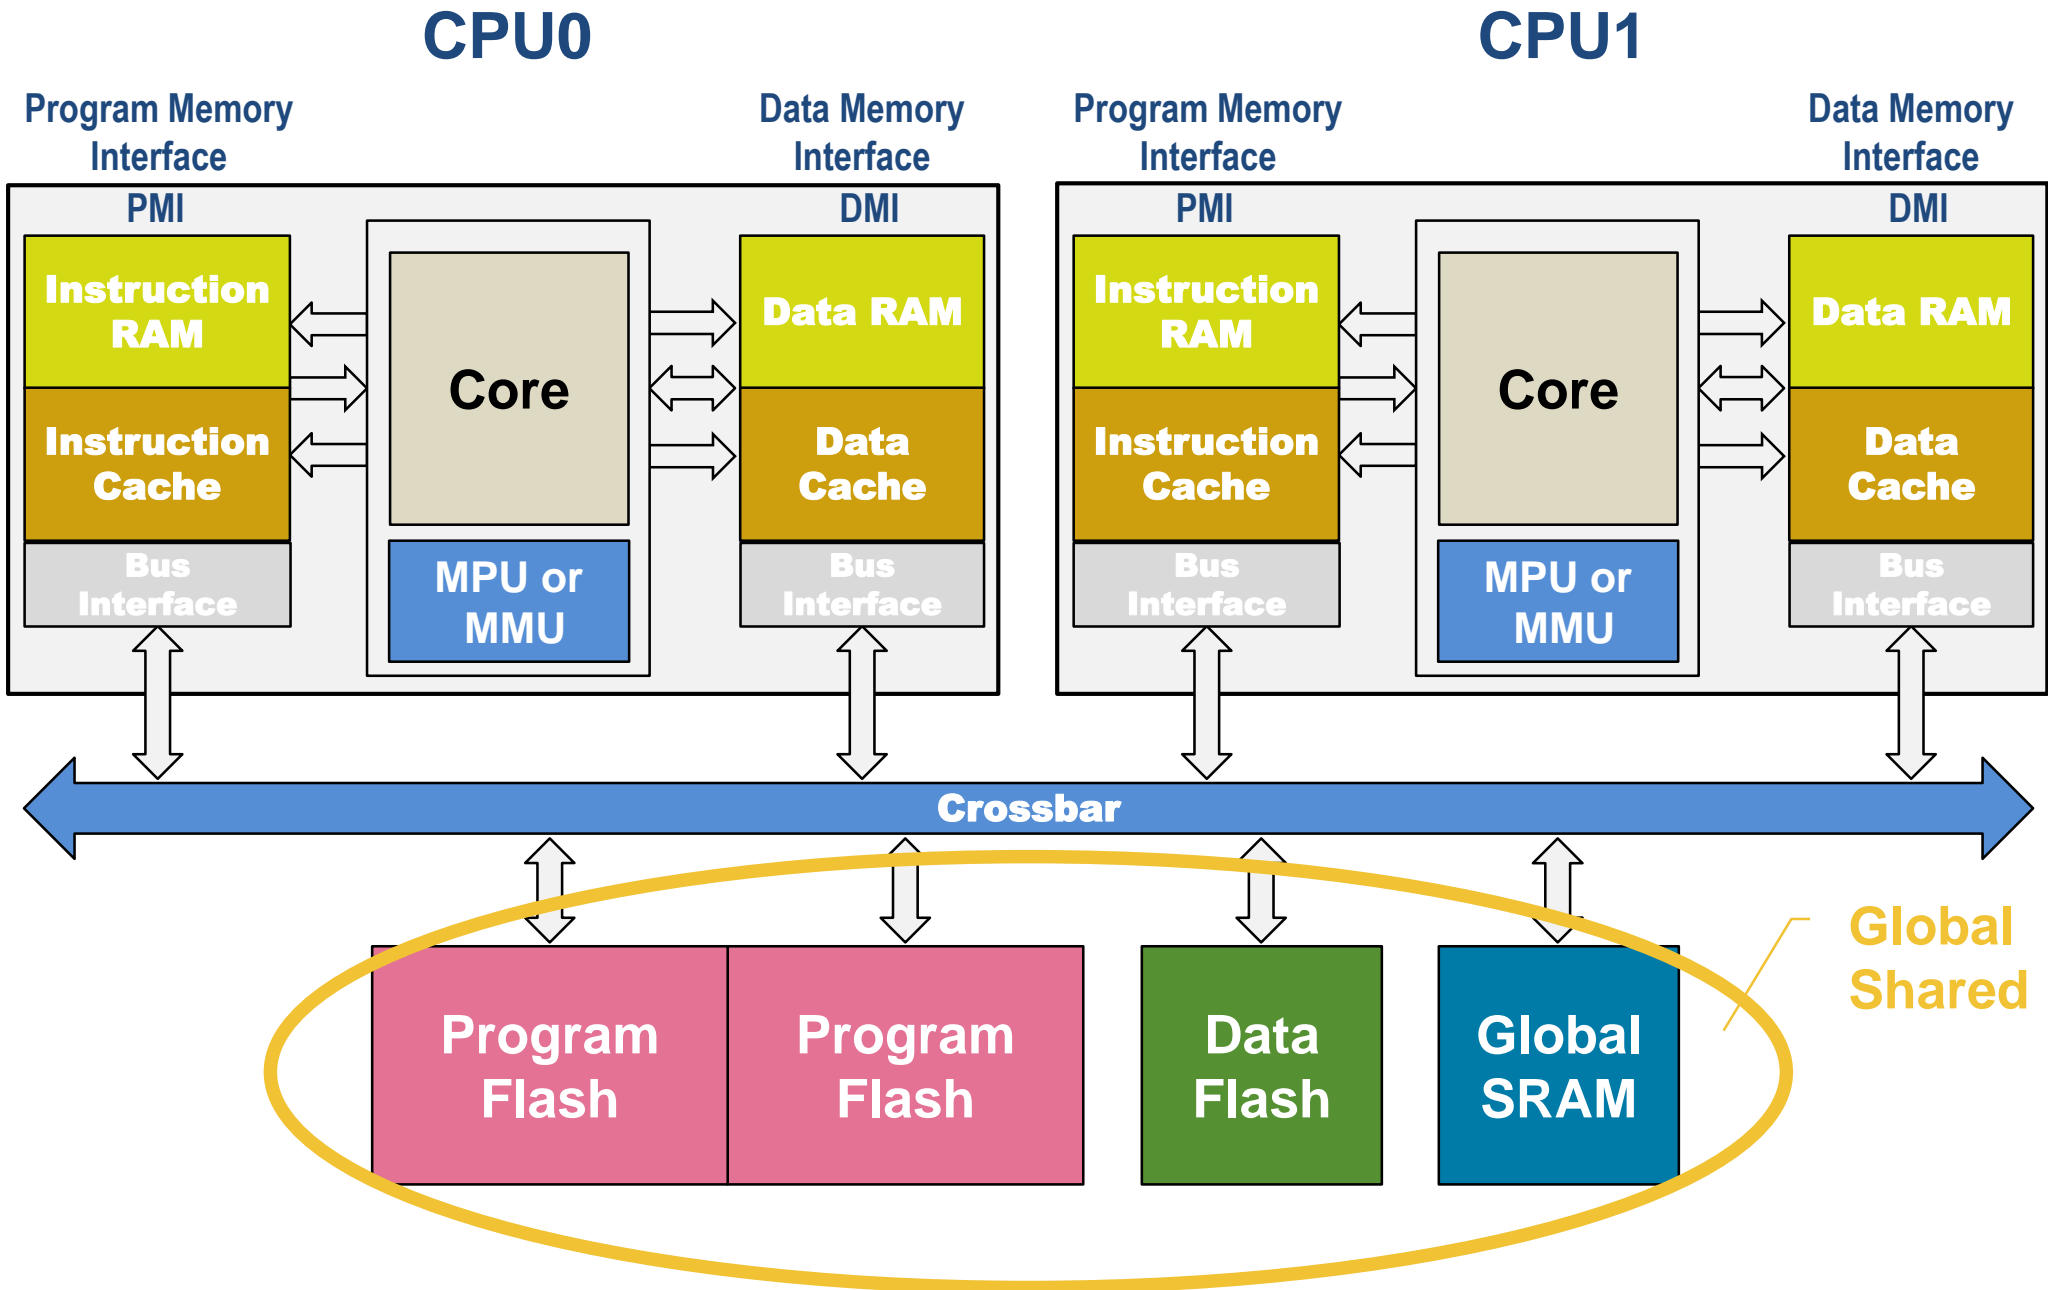 CPU0
CPU1
Program Memory
Interface
PMI
Data Memory
Interface
DMI
Program Memory
Interface
PMI
Data Memory
Interface
DMI
Instruction
RAM
Instruction
Cache
Bus
Interface
Core
MPU or
MMU
Data RAM
Data
Cache
Bus
Interface
Instruction
RAM
Instruction
Cache
Bus
Interface
Core
MPU or
MMU
Data RAM
Data
Cache
Bus
Interface
Crossbar
Program
Flash
Program
Flash
Data
Flash
Global
SRAM
Global
Shared